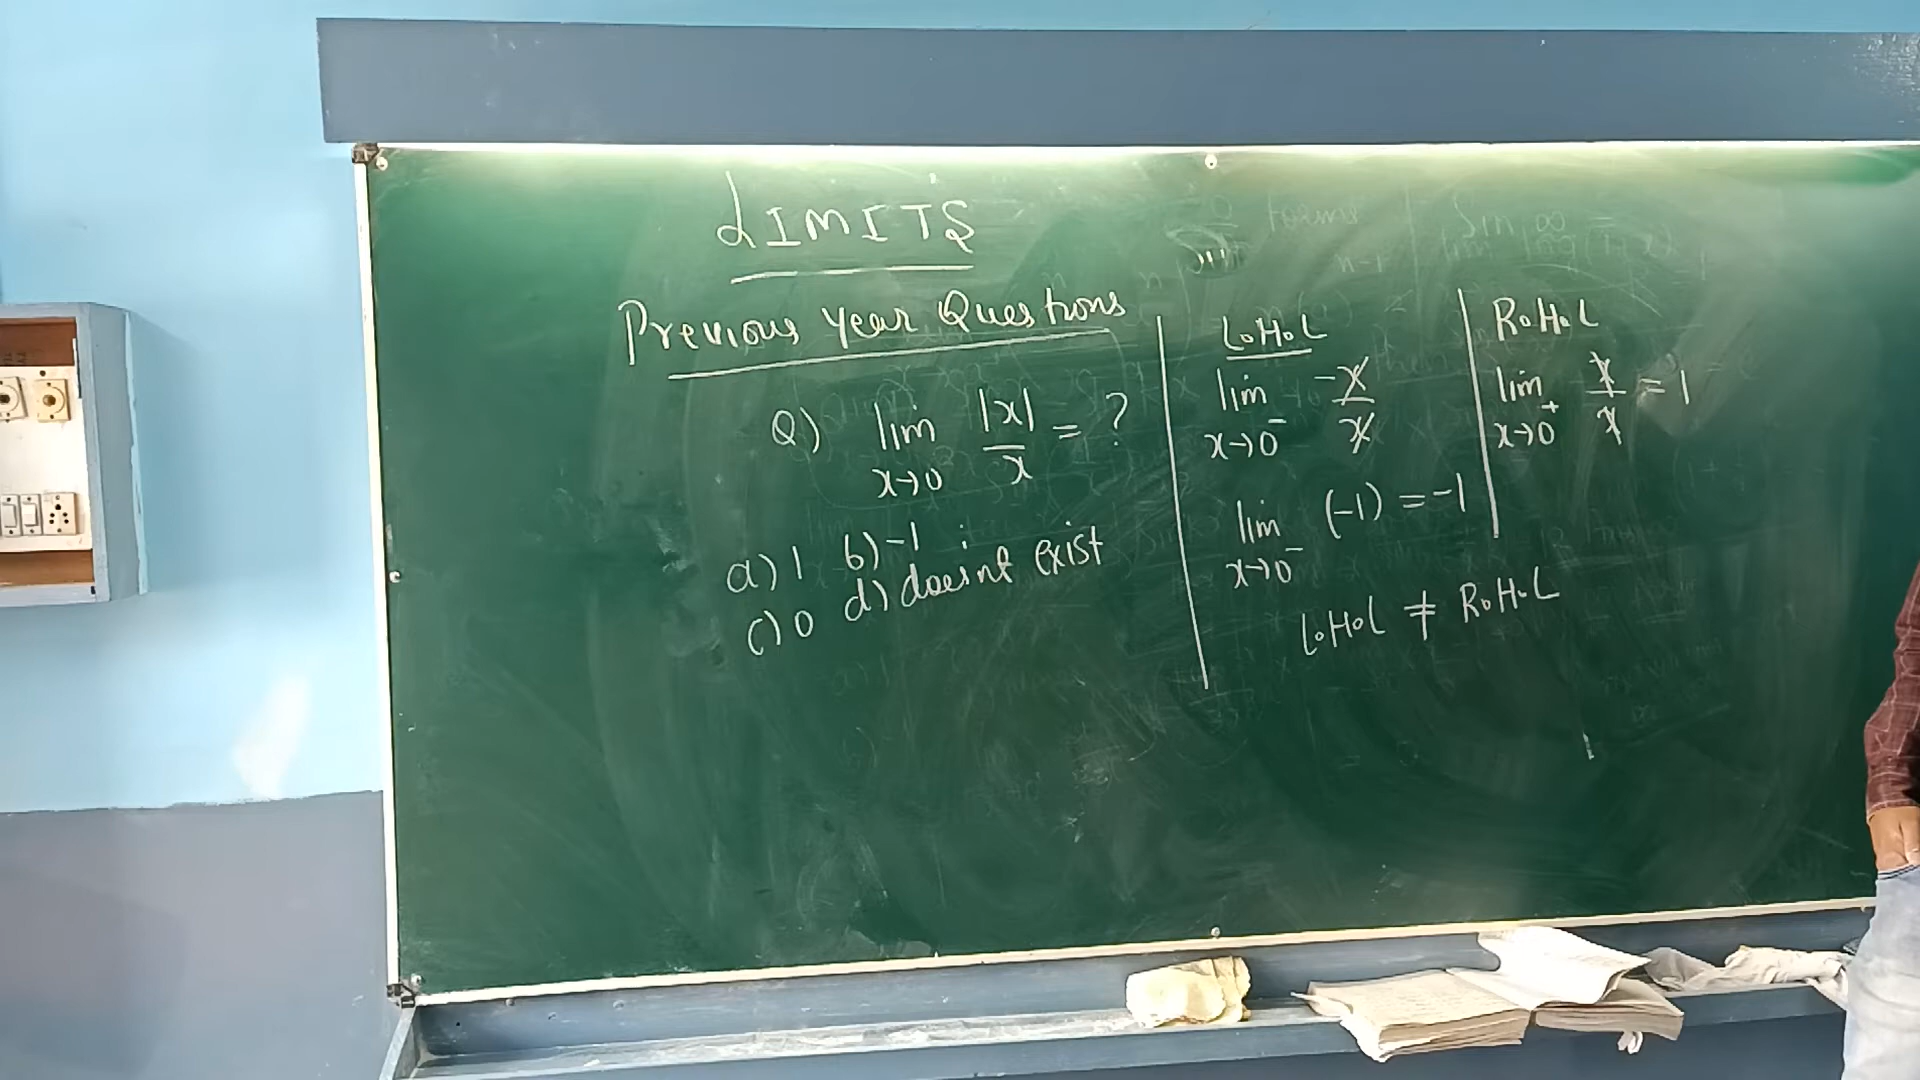 LIMITS
Previous year Questions
Q) lim x→0 |x|/x = ?
a) 1 b) -1
c) 0 d) doesint exist
L.H.L
lim x→0⁻ -x/x
lim x→0⁻ (-1) = -1
R.H.L
lim x→0⁺ x/x = 1
L.H.L ≠ R.H.L